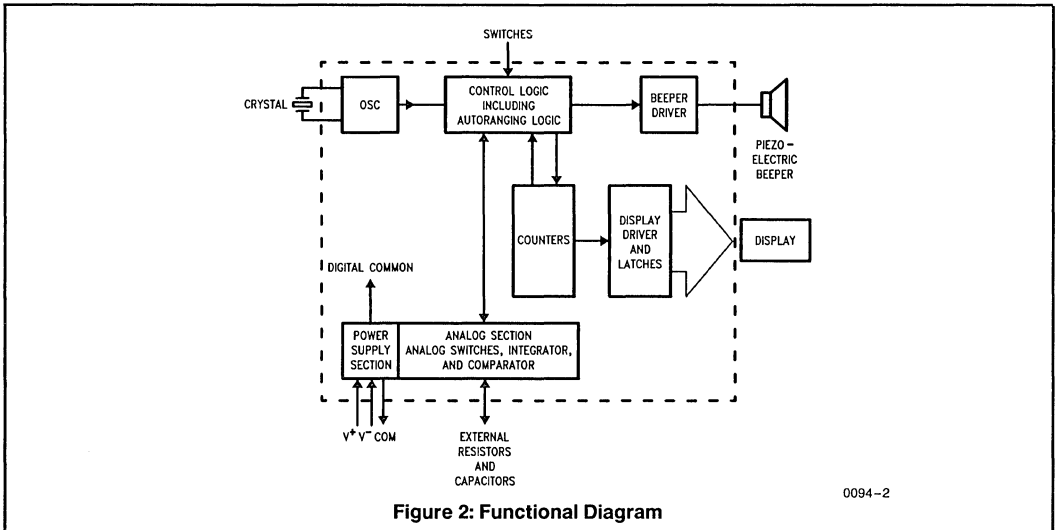 SWITCHES
CRYSTAL
OSC
CONTROL LOGIC
INCLUDING
AUTORANGING LOGIC
BEEPER
DRIVER
PIEZO-
ELECTRIC
BEEPER
COUNTERS
DISPLAY
DRIVER
AND
LATCHES
DISPLAY
DIGITAL COMMON
POWER
SUPPLY
SECTION
ANALOG SECTION
ANALOG SWITCHES, INTEGRATOR,
AND COMPARATOR
V+ V- COM
EXTERNAL
RESISTORS
AND
CAPACITORS
0094-2
Figure 2: Functional Diagram